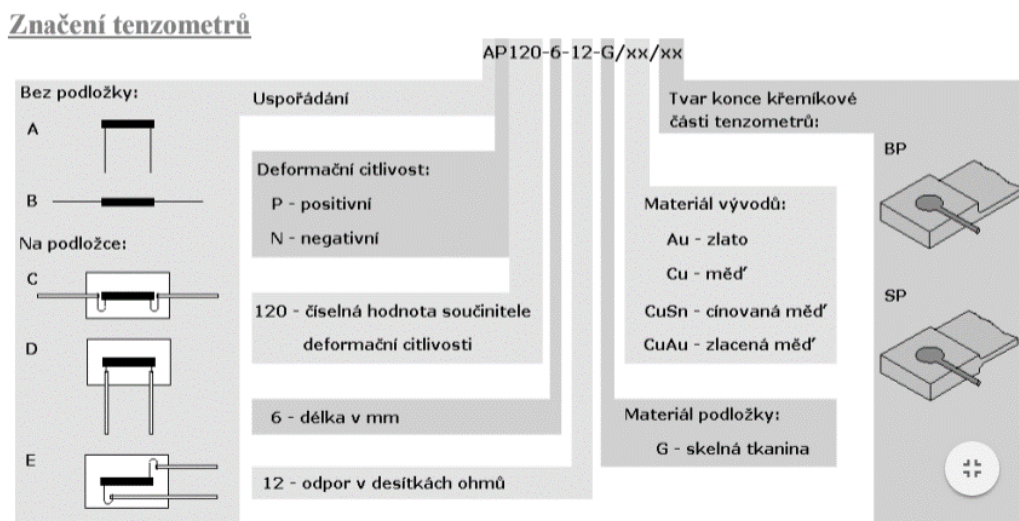 Značení tenzometrů
AP120-6-12-G/xx/xx
Bez podložky:
A
B
Na podložce:
C
D
E
Uspořádání
Deformační citlivost:
P - positivní
N - negativní
120 - číselná hodnota součinitele
deformační citlivosti
6 - délka v mm
12 - odpor v desítkách ohmů
Tvar konce křemíkové
části tenzometrů:
Materiál vývodů:
Au - zlato
Cu - měď
CuSn - cínovaná měď
CuAu - zlacená měď
Materiál podložky:
G - skelná tkanina
BP
SP